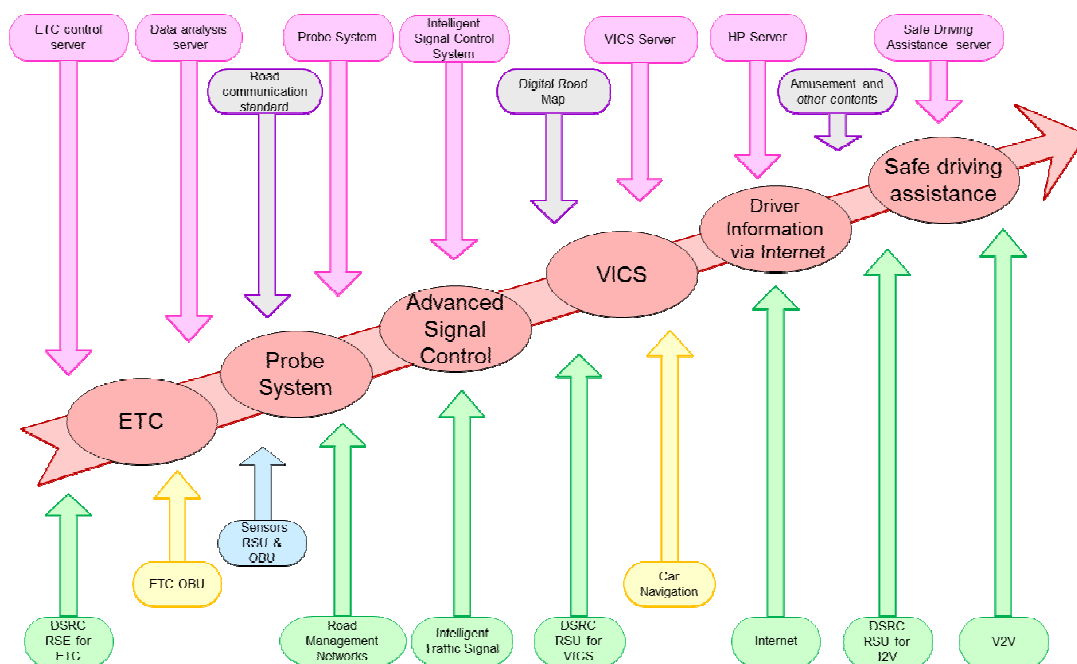 ETC control
server
Data analysis
server
Probe System
Intelligent
Signal Control
System
VICS Server
HP Server
Safe Driving
Assistance server
Road
communication
standard
Digital Road
Map
Amusement and
other contents
Safe driving
assistance
Driver
Information
via Internet
VICS
Advanced
Signal
Control
Probe
System
ETC
Sensors
RSU &
OBU
ETC OBU
Car
Navigation
DSRC
RSE for
ETC
Road
Management
Networks
Intelligent
Traffic Signal
DSRC
RSU for
VICS
Internet
DSRC
RSU for
I2V
V2V